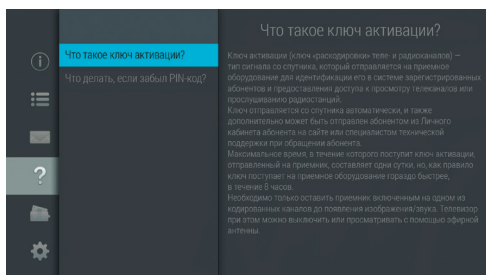 Что такое ключ активации?
Что делать, если забыл PIN-код?
Что такое ключ активации?
Ключ активации (ключ «раскодировки» теле- и радиоканалов) —
тип сигнала со спутника, который отправляется на приемное
оборудование для идентификации его в системе зарегистрированных
абонентов и предоставления доступа к просмотру телеканалов или
прослушиванию радиостанций.
Ключ отправляется со спутника автоматически, и также
дополнительно может быть отправлен абонентом из Личного
кабинета абонента на сайте или специалистом технической
поддержки при обращении абонента.
Максимальное время, в течение которого поступит ключ активации,
отправленный на приемник, составляет одни сутки, но, как правило
ключ поступает на приемное оборудование гораздо быстрее,
в течение 8 часов.
Необходимо только оставить приемник включенным на одном из
кодированных каналов до появления изображения/звука. Телевизор
при этом можно выключить или просматривать с помощью эфирной
антенны.